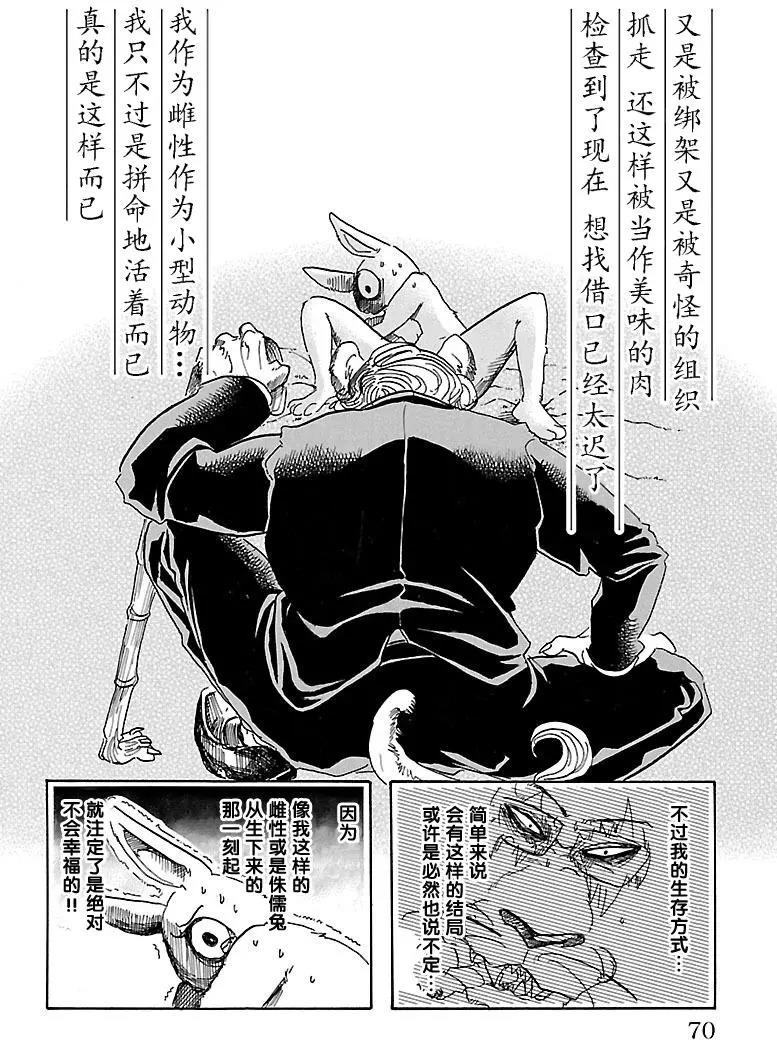 又是被绑架又是被奇怪的组织
抓走 还这样被当作美味的肉
检查到了现在 想找借口已经太迟了
我作为雌性作为小型动物…
我只不过是拼命地活着而已
真的是这样而已
不过我的生存方式…
简单来说
会有这样的结局
或许是必然也说不定…
因为
像我这样的
雌性或是侏儒兔
从生下来的
那一刻起
就注定了是绝对
不会幸福的!!
70